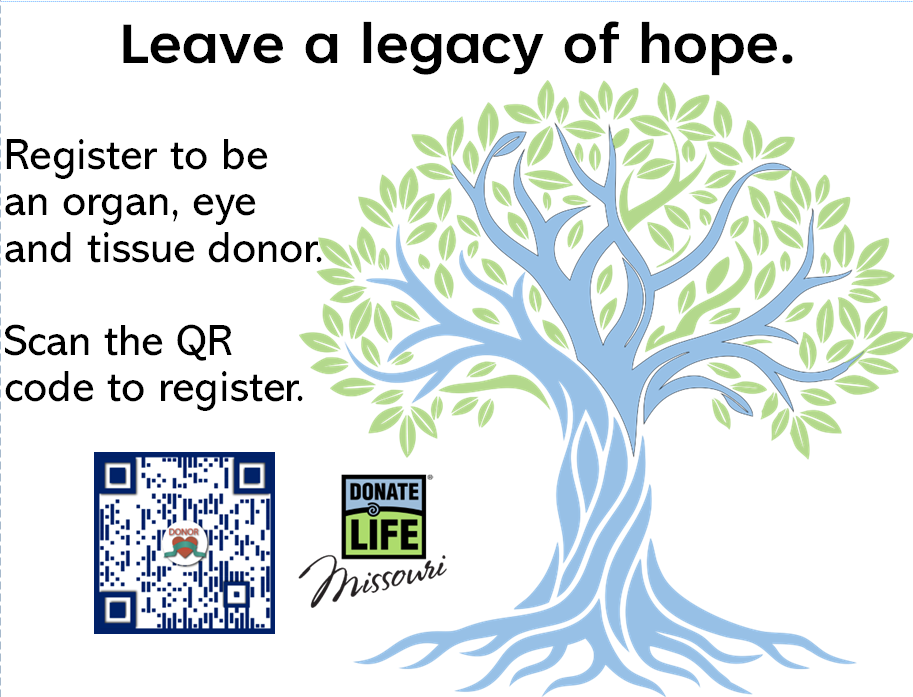 Leave a legacy of hope.
Register to be
an organ, eye
and tissue donor.
Scan the QR
code to register.
DONOR
DONATE
LIFE
Missouri